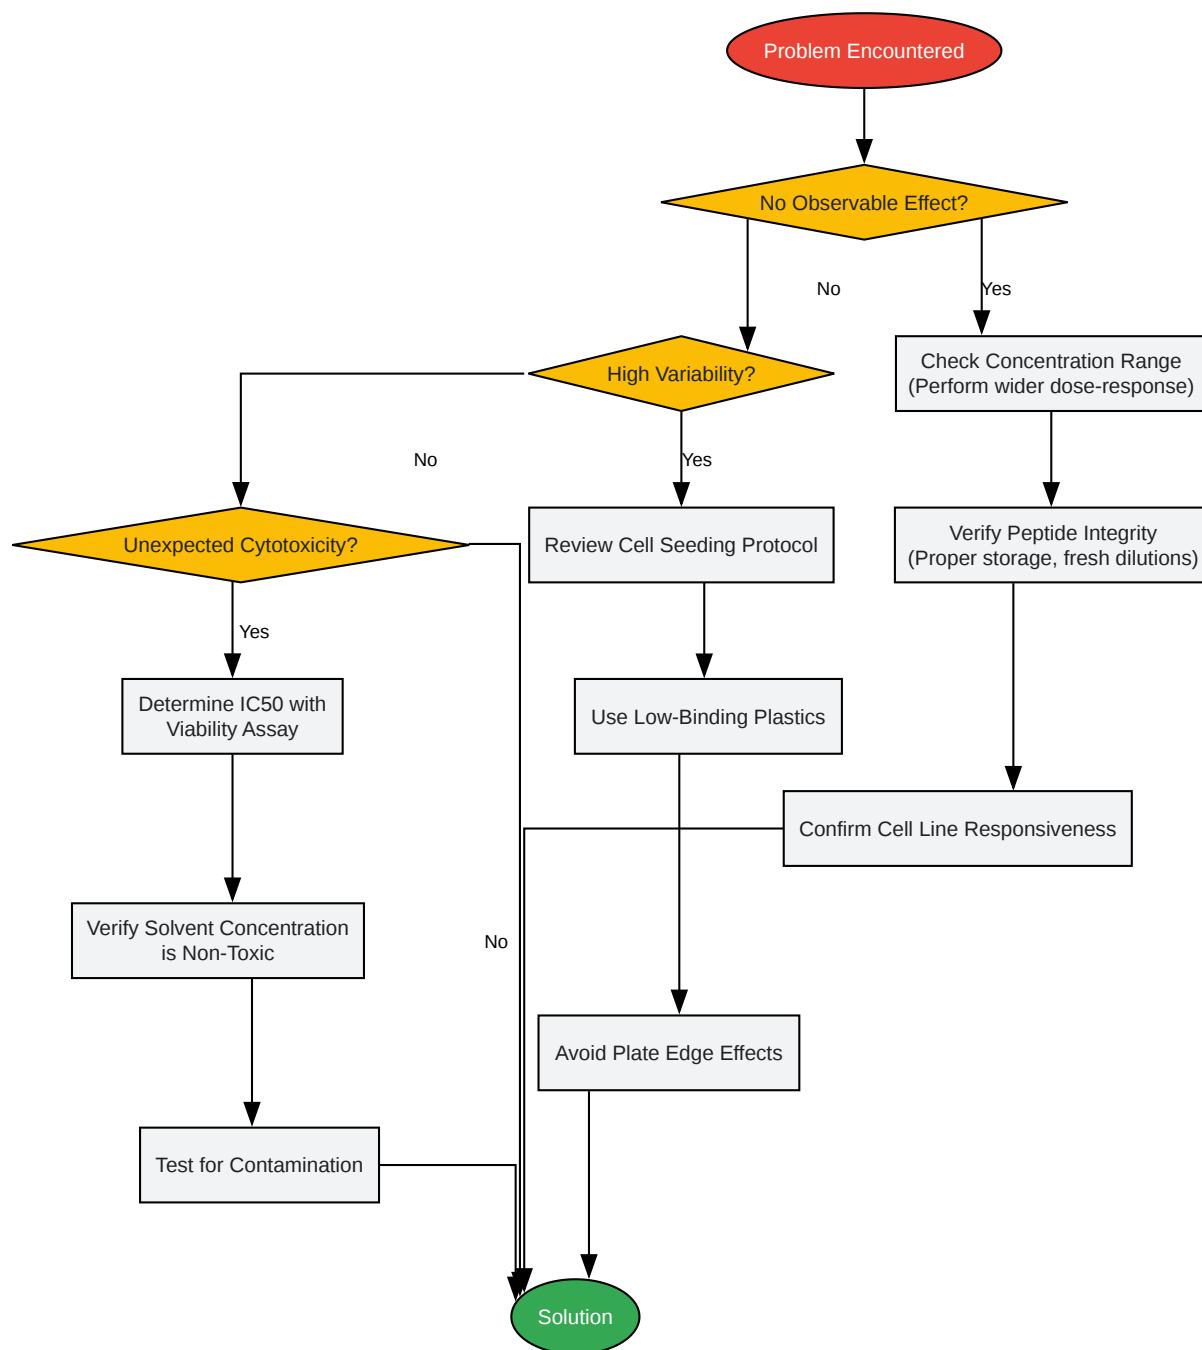 Problem Encountered
No Observable Effect?
No
Yes
Check Concentration Range
(Perform wider dose-response)
High Variability?
No
Yes
Unexpected Cytotoxicity?
Review Cell Seeding Protocol
Verify Peptide Integrity
(Proper storage, fresh dilutions)
Yes
Determine IC50 with
Viability Assay
Use Low-Binding Plastics
Confirm Cell Line Responsiveness
Verify Solvent Concentration
is Non-Toxic
No
Avoid Plate Edge Effects
Test for Contamination
Solution